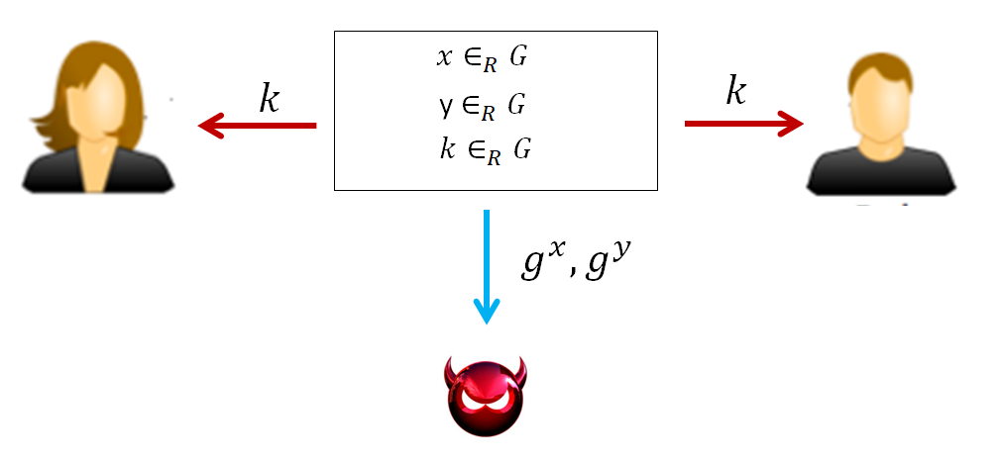 x ∈_R G
k
y ∈_R G
k
k ∈_R G
g^x, g^y